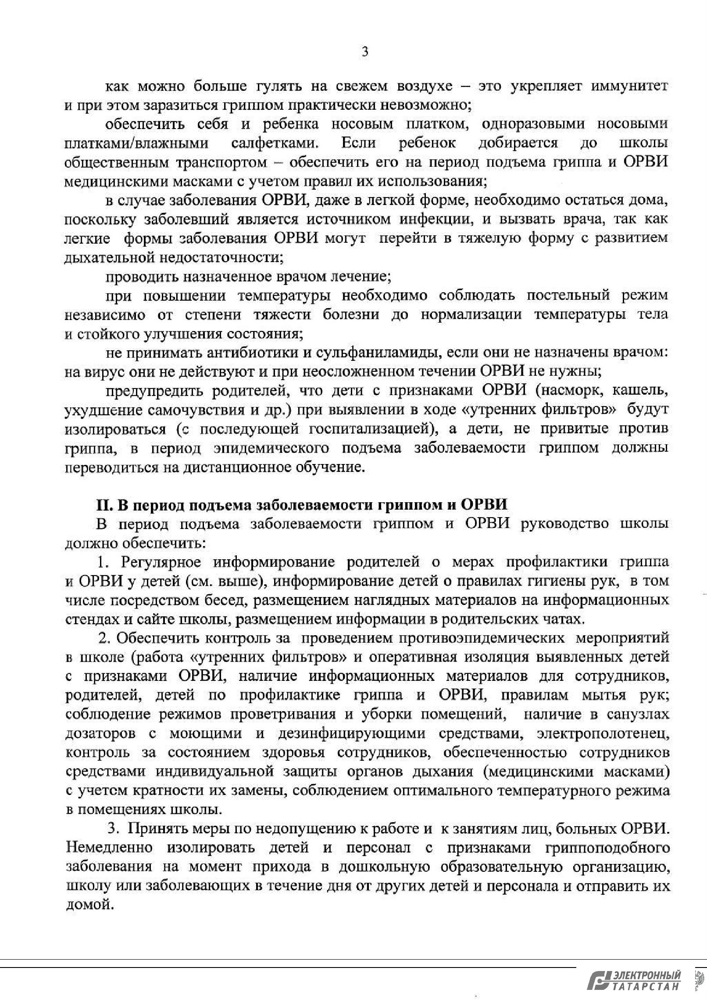 3
как можно больше гулять на свежем воздухе – это укрепляет иммунитет
и при этом заразиться гриппом практически невозможно;
обеспечить себя и ребенка носовым платком, одноразовыми носовыми
платками/влажными салфетками. Если ребенок добирается до школы
общественным транспортом – обеспечить его на период подъема гриппа и ОРВИ
медицинскими масками с учетом правил их использования;
в случае заболевания ОРВИ, даже в легкой форме, необходимо остаться дома,
поскольку заболевший является источником инфекции, и вызвать врача, так как
легкие формы заболевания ОРВИ могут перейти в тяжелую форму с развитием
дыхательной недостаточности;
проводить назначенное врачом лечение;
при повышении температуры необходимо соблюдать постельный режим
независимо от степени тяжести болезни до нормализации температуры тела
и стойкого улучшения состояния;
не принимать антибиотики и сульфаниламиды, если они не назначены врачом:
на вирус они не действуют и при неосложненном течении ОРВИ не нужны;
предупредить родителей, что дети с признаками ОРВИ (насморк, кашель,
ухудшение самочувствия и др.) при выявлении в ходе «утренних фильтров» будут
изолироваться (с последующей госпитализацией), а дети, не привитые против
гриппа, в период эпидемического подъема заболеваемости гриппом должны
переводиться на дистанционное обучение.
II. В период подъема заболеваемости гриппом и ОРВИ
В период подъема заболеваемости гриппом и ОРВИ руководство школы
должно обеспечить:
1. Регулярное информирование родителей о мерах профилактики гриппа
и ОРВИ у детей (см. выше), информирование детей о правилах гигиены рук, в том
числе посредством бесед, размещением наглядных материалов на информационных
стендах и сайте школы, размещением информации в родительских чатах.
2. Обеспечить контроль за проведением противоэпидемических мероприятий
в школе (работа «утренних фильтров» и оперативная изоляция выявленных детей
с признаками ОРВИ, наличие информационных материалов для сотрудников,
родителей, детей по профилактике гриппа и ОРВИ, правилам мытья рук;
соблюдение режимов проветривания и уборки помещений, наличие в санузлах
дозаторов с моющими и дезинфицирующими средствами, электрополотенец,
контроль за состоянием здоровья сотрудников, обеспеченностью сотрудников
средствами индивидуальной защиты органов дыхания (медицинскими масками)
с учетом кратности их замены, соблюдением оптимального температурного режима
в помещениях школы.
3. Принять меры по недопущению к работе и к занятиям лиц, больных ОРВИ.
Немедленно изолировать детей и персонал с признаками гриппоподобного
заболевания на момент прихода в дошкольную образовательную организацию,
школу или заболевающих в течение дня от других детей и персонала и отправить их
домой.
ЭЛЕКТРОННЫЙ
ТАТАРСТАН